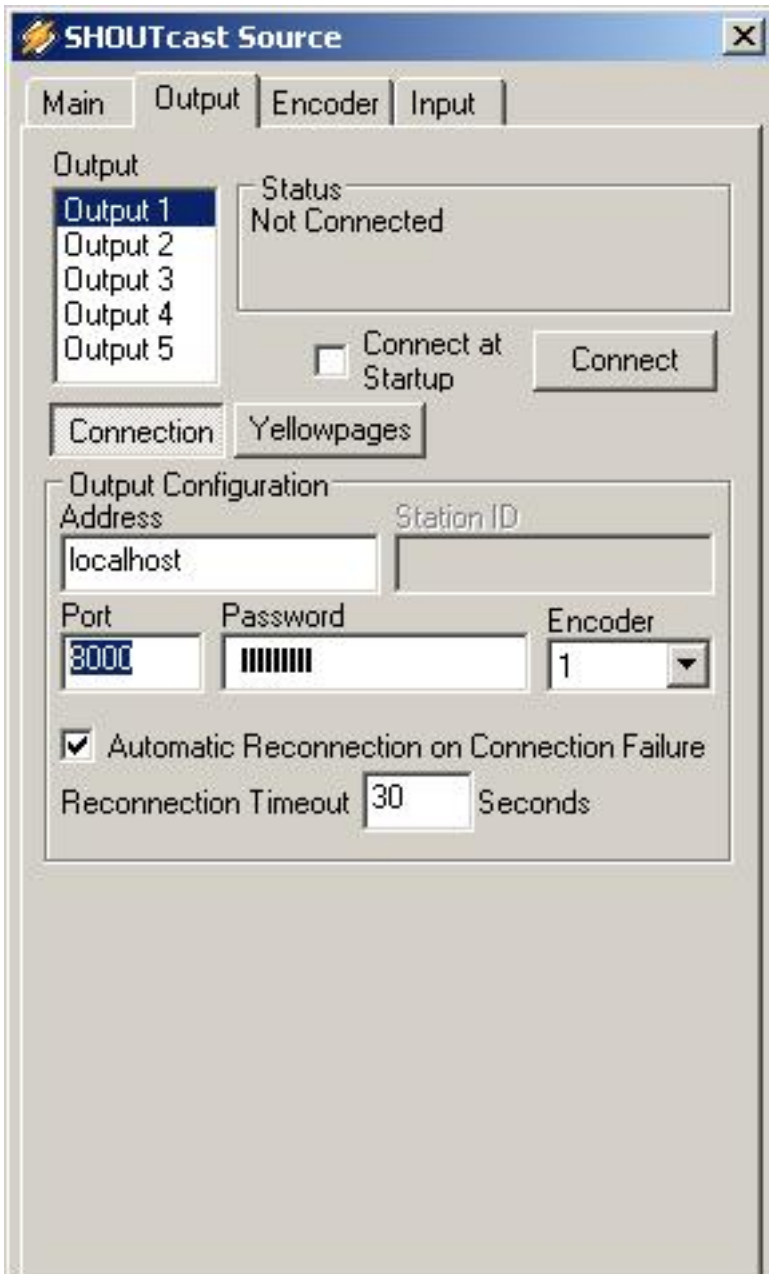 SHOUTcast Source
Main Output Encoder Input
Output
Output 1
Output 2
Output 3
Output 4
Output 5
Status
Not Connected
Connect at
Startup
Connect
Connection Yellowpages
Output Configuration
Address Station ID
localhost
Port Password Encoder
8000 1
Automatic Reconnection on Connection Failure
Reconnection Timeout 30 Seconds